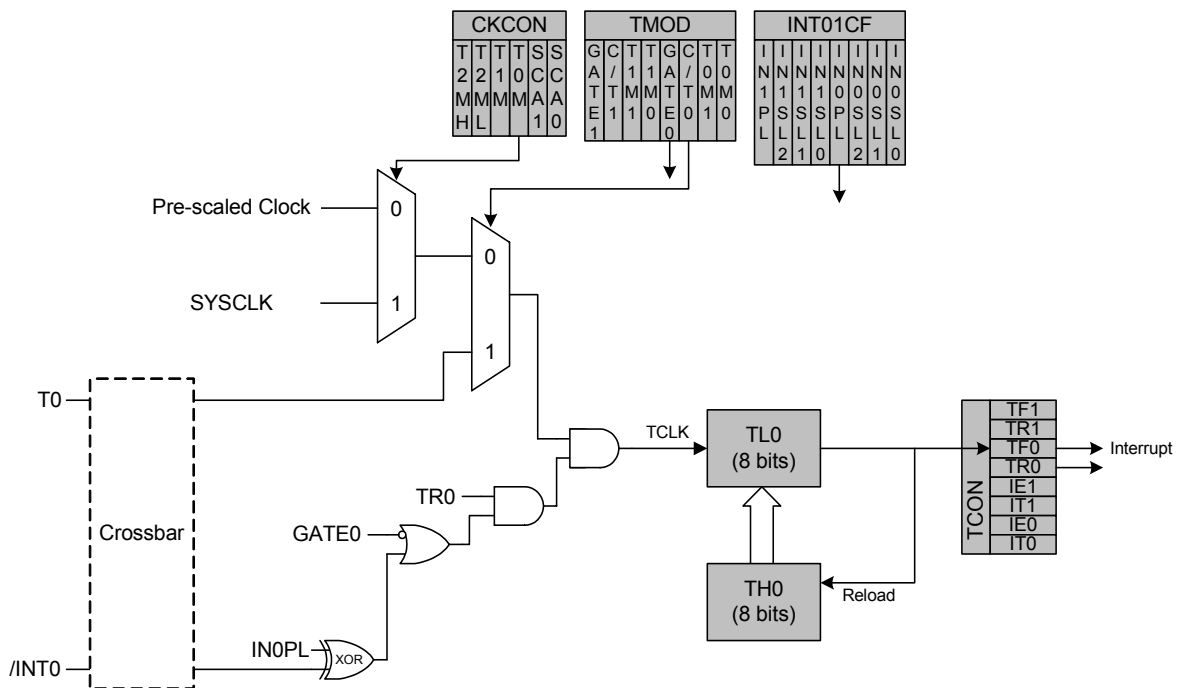 CKCON
T2MH T2ML T1M T0M SCA1 SCA0
TMOD
GATE1 C/T1 T1M1 T1M0 GATE0 C/T0 T0M1 T0M0
INT01CF
IN1PL IN1SL2 IN1SL1 IN1SL0 IN0PL IN0SL2 IN0SL1 IN0SL0
Pre-scaled Clock
0
SYSCLK
1
0
1
T0
Crossbar
/INT0
TR0
GATE0
IN0PL
XOR
TCLK
TL0
(8 bits)
TH0
(8 bits)
Reload
TCON
TF1
TR1
TF0
TR0
IE1
IT1
IE0
IT0
Interrupt